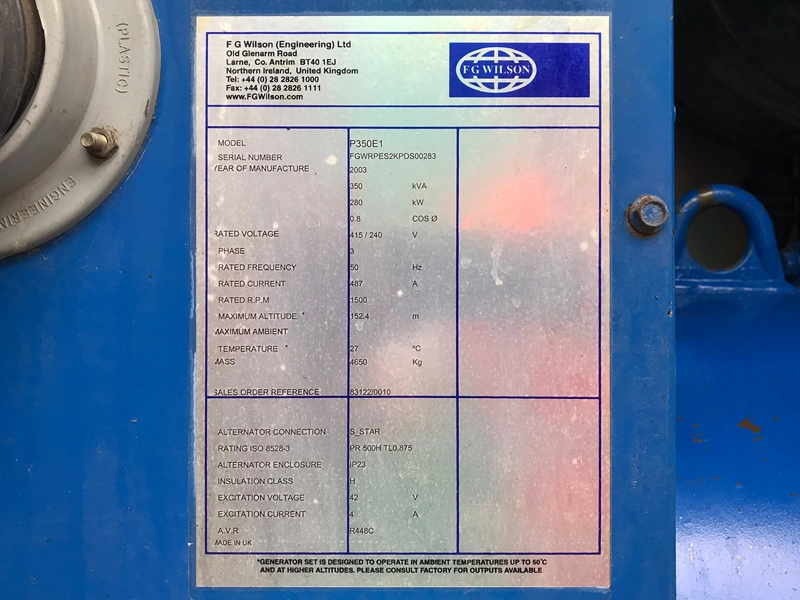 (PLASTIC)
F G Wilson (Engineering) Ltd
Old Glenarm Road
Larne, Co. Antrim BT40 1EJ
Northern Ireland, United Kingdom
Tel: +44 (0) 28 2826 1000
Fax: +44 (0) 28 2826 1111
www.FGWilson.com
FG WILSON
MODEL P350E1
SERIAL NUMBER FGWRPES2KPDS00283
YEAR OF MANUFACTURE 2003
350 kVA
280 kW
0.8 COS Ø
RATED VOLTAGE 415 / 240 V
PHASE 3
RATED FREQUENCY 50 Hz
RATED CURRENT 487 A
RATED R.P.M 1500
MAXIMUM ALTITUDE * 152.4 m
MAXIMUM AMBIENT
TEMPERATURE * 27 °C
MASS 4650 Kg
SALES ORDER REFERENCE 83122/0010
ALTERNATOR CONNECTION S_STAR
RATING ISO 8528-3 PR 500H TL0.875
ALTERNATOR ENCLOSURE IP23
INSULATION CLASS H
EXCITATION VOLTAGE 42 V
EXCITATION CURRENT 4 A
A.V.R R448C
MADE IN UK
*GENERATOR SET IS DESIGNED TO OPERATE IN AMBIENT TEMPERATURES UP TO 50°C
AND AT HIGHER ALTITUDES. PLEASE CONSULT FACTORY FOR OUTPUTS AVAILABLE